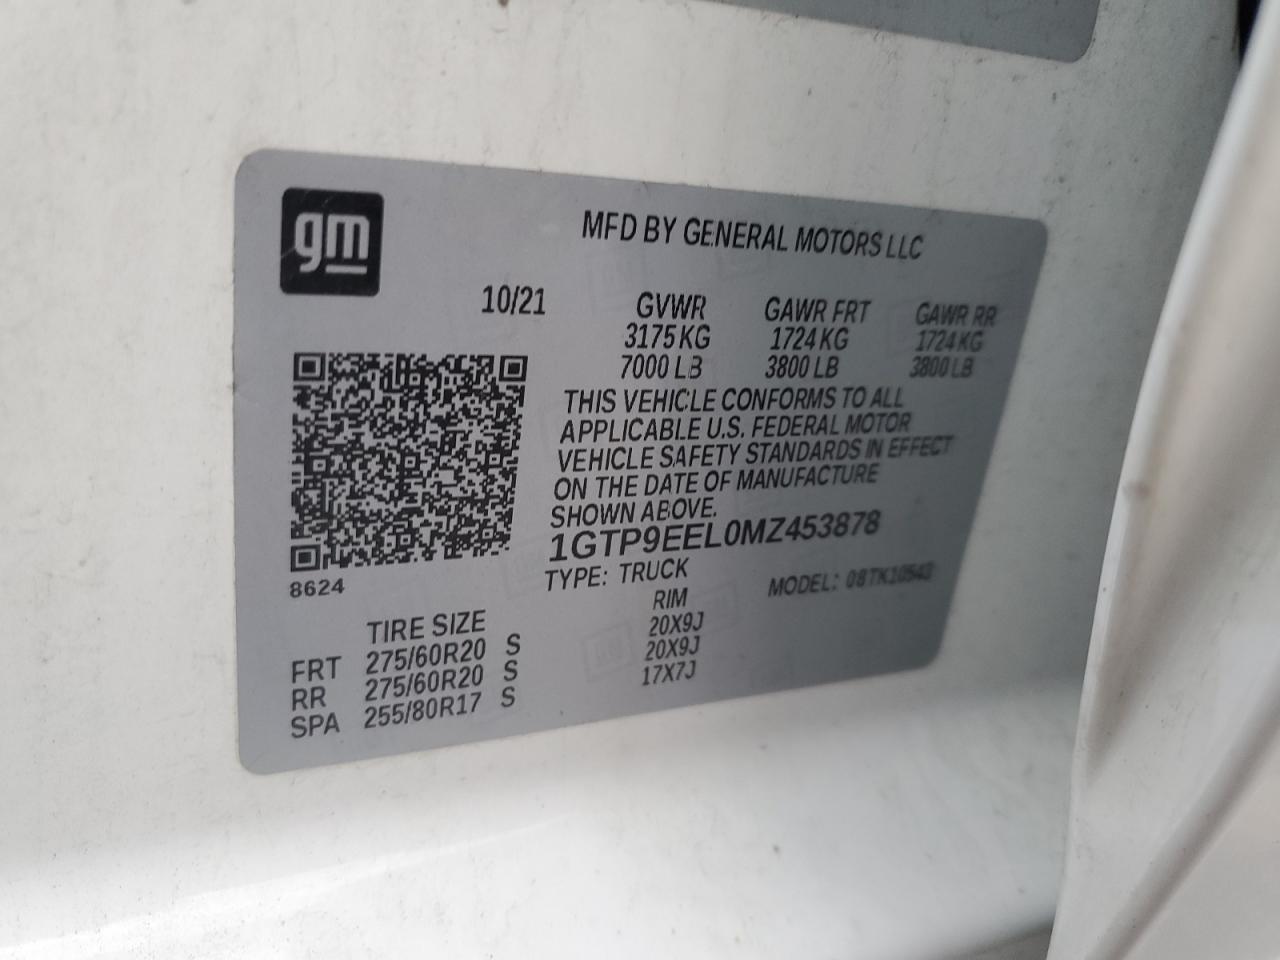 gm
MFD BY GENERAL MOTORS LLC
10/21
GVWR GAWR FRT GAWR RR
3175 KG 1724 KG 1724 KG
7000 LB 3800 LB 3800 LB
THIS VEHICLE CONFORMS TO ALL
APPLICABLE U.S. FEDERAL MOTOR
VEHICLE SAFETY STANDARDS IN EFFECT
ON THE DATE OF MANUFACTURE
SHOWN ABOVE.
1GTP9EEL0MZ453878
8624
TYPE: TRUCK MODEL: 08TK10543
TIRE SIZE RIM
FRT 275/60R20 S 20X9J
RR 275/60R20 S 20X9J
SPA 255/80R17 S 17X7J